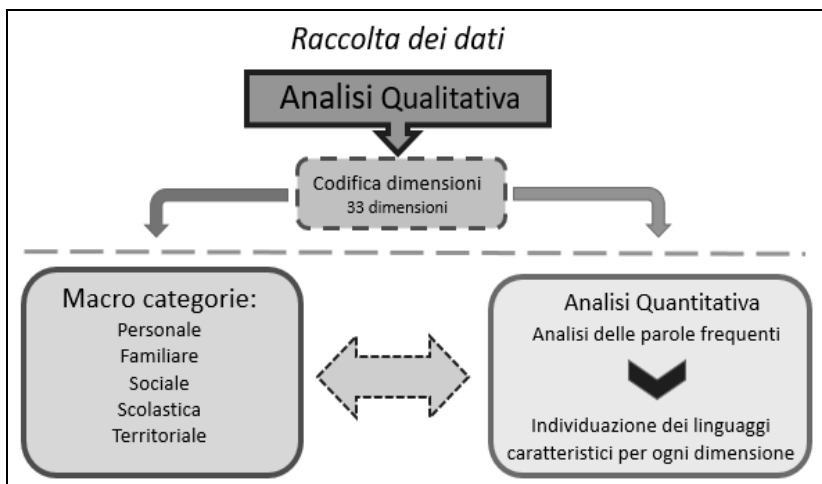 Raccolta dei dati
Analisi Qualitativa
Codifica dimensioni
33 dimensioni
Macro categorie:
Personale
Familiare
Sociale
Scolastica
Territoriale
Analisi Quantitativa
Analisi delle parole frequenti
Individuazione dei linguaggi
caratteristici per ogni dimensione